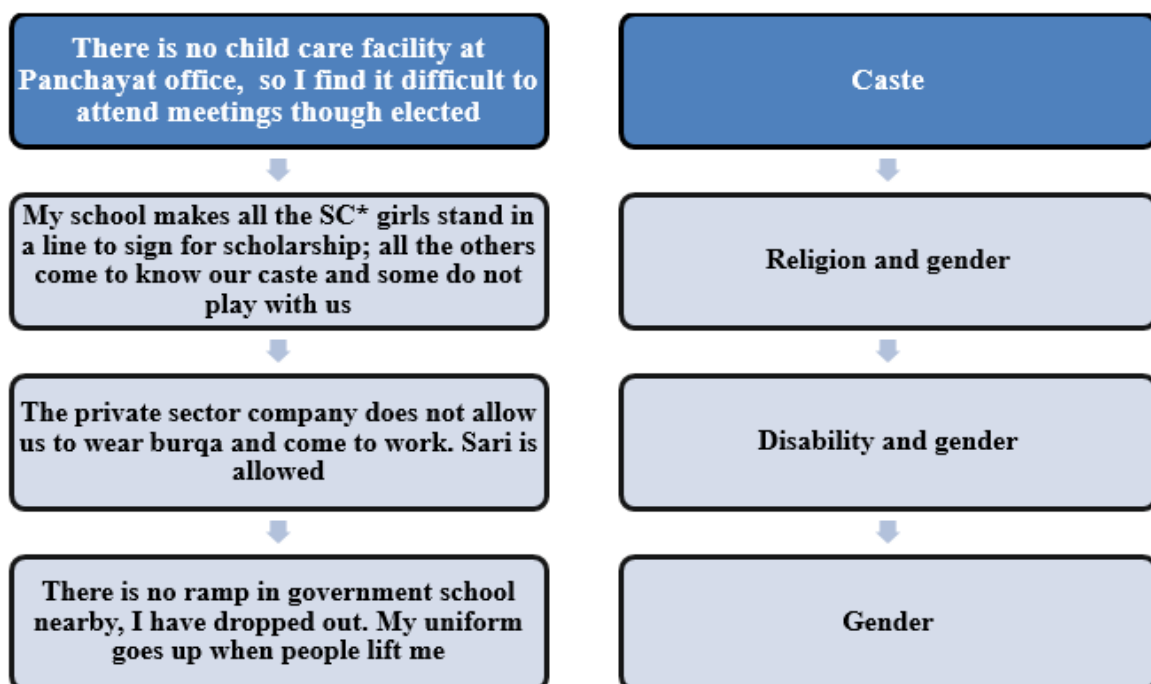 There is no child care facility at
Panchayat office, so I find it difficult to
attend meetings though elected
My school makes all the SC* girls stand in
a line to sign for scholarship; all the others
come to know our caste and some do not
play with us
The private sector company does not allow
us to wear burqa and come to work. Sari is
allowed
There is no ramp in government school
nearby, I have dropped out. My uniform
goes up when people lift me
Caste
Religion and gender
Disability and gender
Gender